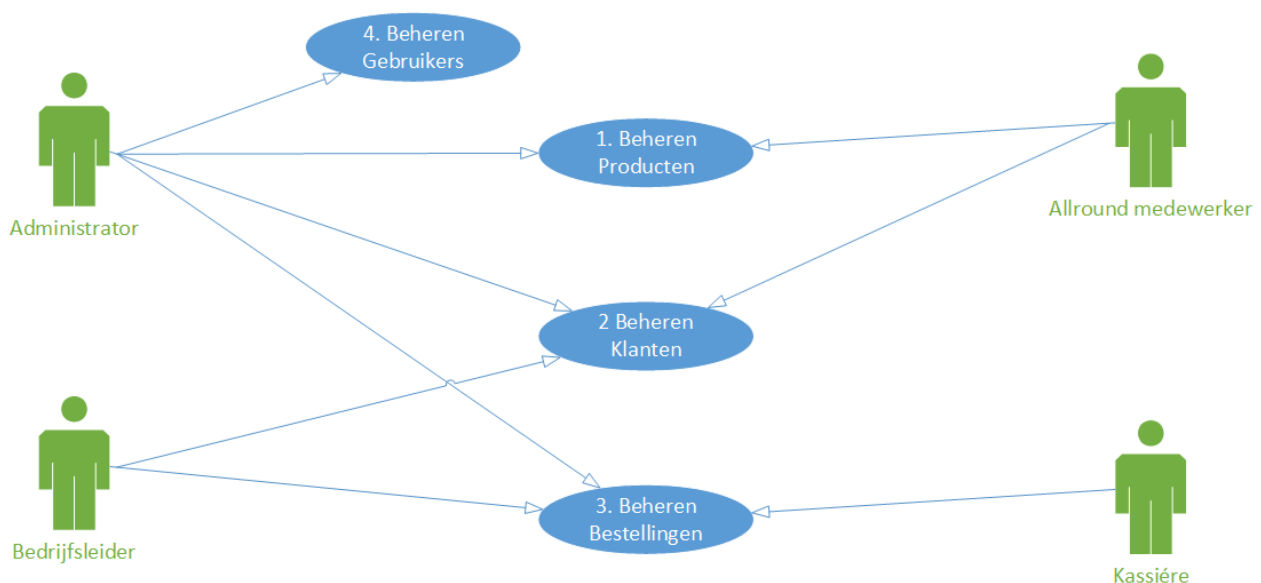 4. Beheren
Gebruikers
1. Beheren
Producten
Administrator
Allround medewerker
2 Beheren
Klanten
3. Beheren
Bestellingen
Bedrijfsleider
Kassiére